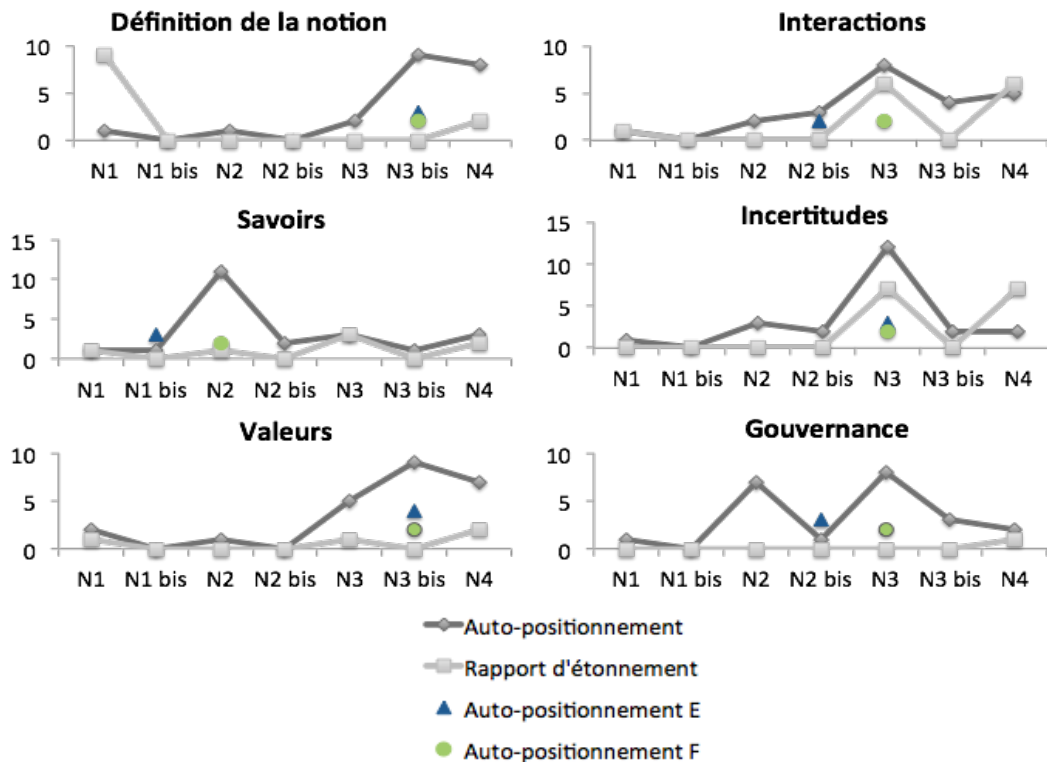 Définition de la notion
10
5
0
N1 N1 bis N2 N2 bis N3 N3 bis N4
Interactions
10
5
0
N1 N1 bis N2 N2 bis N3 N3 bis N4
Savoirs
15
10
5
0
N1 N1 bis N2 N2 bis N3 N3 bis N4
Incertitudes
15
10
5
0
N1 N1 bis N2 N2 bis N3 N3 bis N4
Valeurs
10
5
0
N1 N1 bis N2 N2 bis N3 N3 bis N4
Gouvernance
10
5
0
N1 N1 bis N2 N2 bis N3 N3 bis N4
Auto-positionnement
Rapport d'étonnement
Auto-positionnement E
Auto-positionnement F